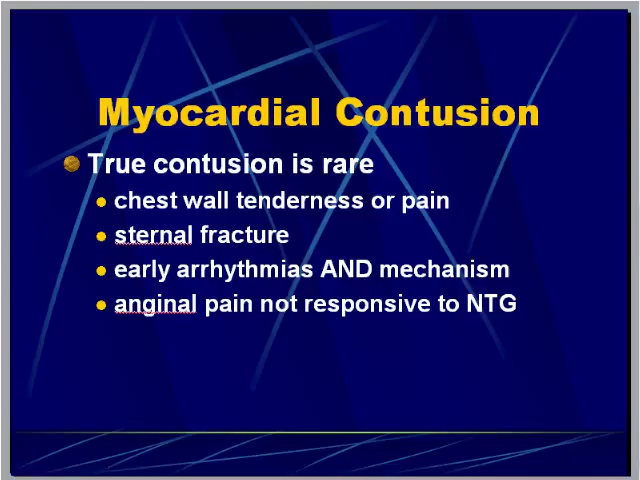 Myocardial Contusion
True contusion is rare
chest wall tenderness or pain
sternal fracture
early arrhythmias AND mechanism
anginal pain not responsive to NTG